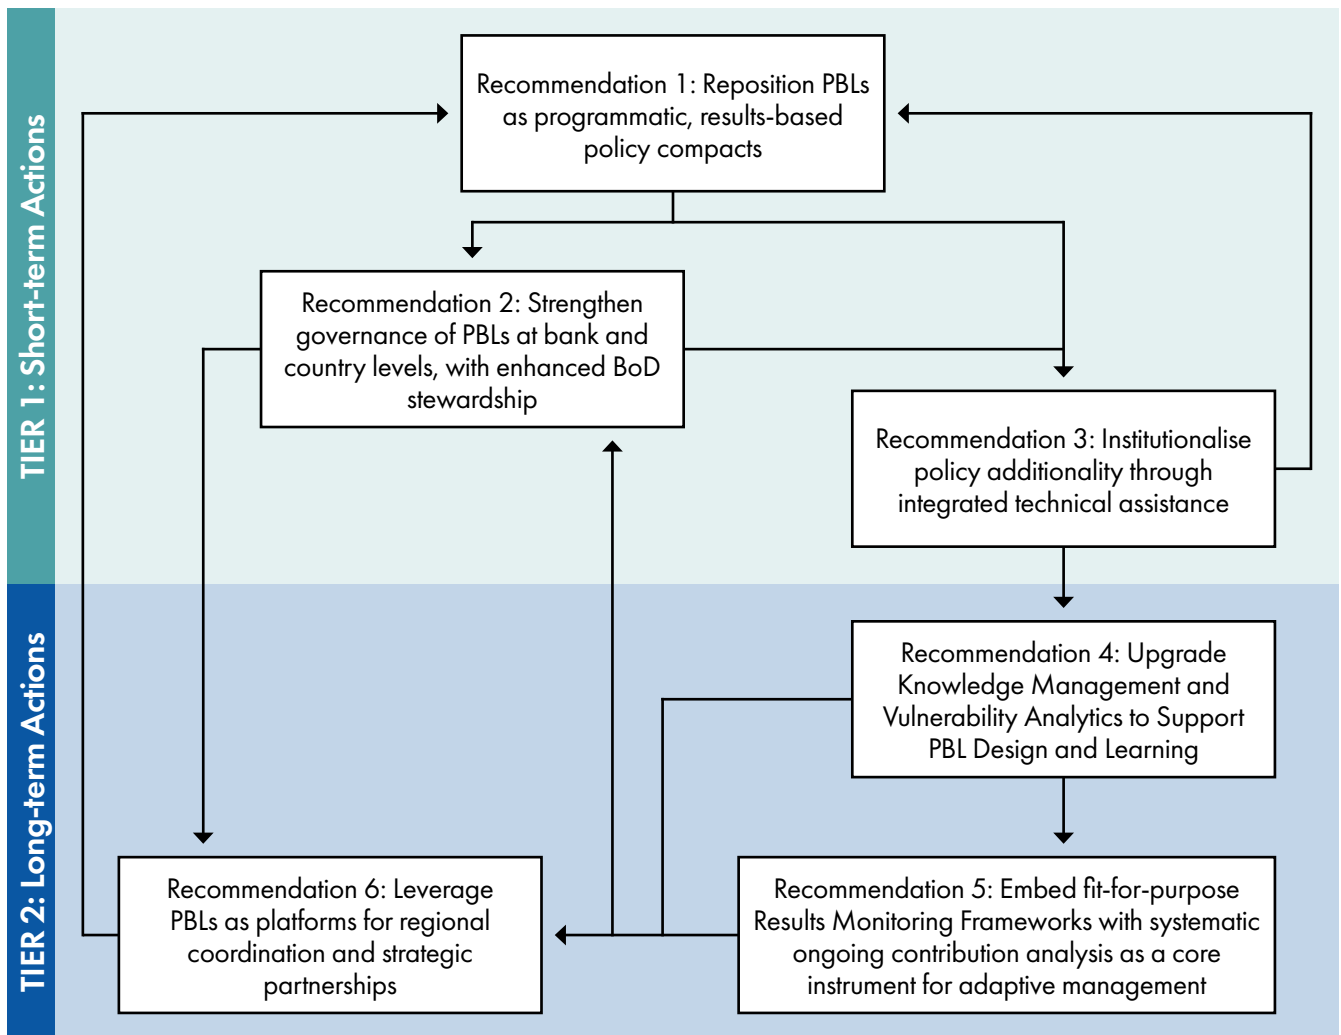 TIER 1: Short-term Actions
Recommendation 1: Reposition PBLs
as programmatic, results-based
policy compacts
Recommendation 2: Strengthen
governance of PBLs at bank and
country levels, with enhanced BoD
stewardship
Recommendation 3: Institutionalise
policy additionality through
integrated technical assistance
TIER 2: Long-term Actions
Recommendation 4: Upgrade
Knowledge Management and
Vulnerability Analytics to Support
PBL Design and Learning
Recommendation 6: Leverage
PBLs as platforms for regional
coordination and strategic
partnerships
Recommendation 5: Embed fit-for-purpose
Results Monitoring Frameworks with systematic
ongoing contribution analysis as a core
instrument for adaptive management